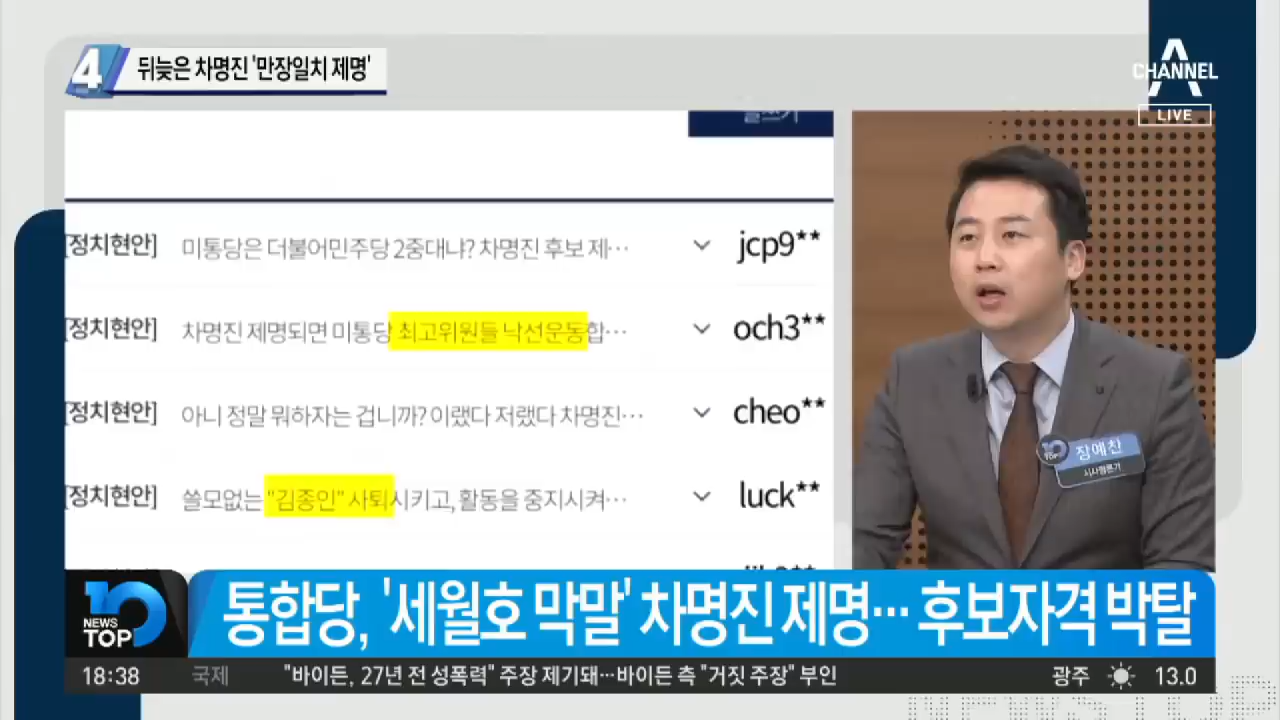 4 뒤늦은 차명진 '만장일치 제명'
CHANNEL A
LIVE
글쓰기
[정치현안] 미통당은 더불어민주당 2중대냐? 차명진 후보 제… jcp9**
[정치현안] 차명진 제명되면 미통당 최고위원들 낙선운동합… och3**
[정치현안] 아니 정말 뭐하자는 겁니까? 이랬다 저랬다 차명진… cheo**
[정치현안] 쓸모없는 "김종인" 사퇴시키고, 활동을 중지시켜… luck**
TOP 10
장예찬
시사평론가
NEWS TOP 10
통합당, '세월호 막말' 차명진 제명… 후보자격 박탈
18:38 국제 "바이든, 27년 전 성폭력" 주장 제기돼…바이든 측 "거짓 주장" 부인 광주 13.0